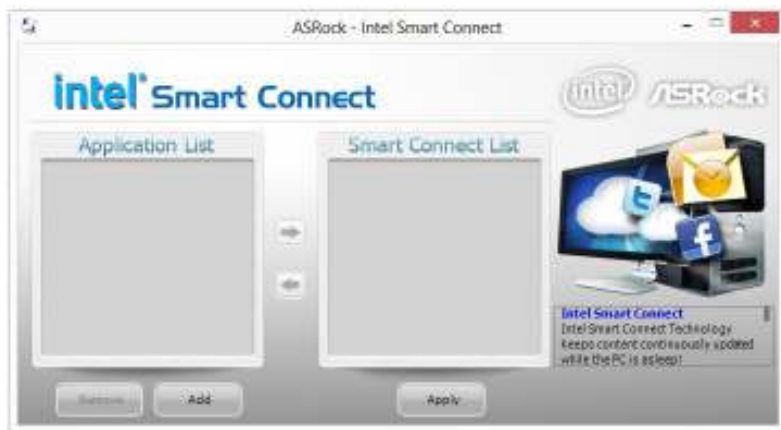 ASRock - Intel Smart Connect
intel Smart Connect
intel ASRock
Application List
Smart Connect List
Intel Smart Connect
Intel Smart Connect Technology
keeps content continuously updated
while the PC is asleep!
Remove Add Apply